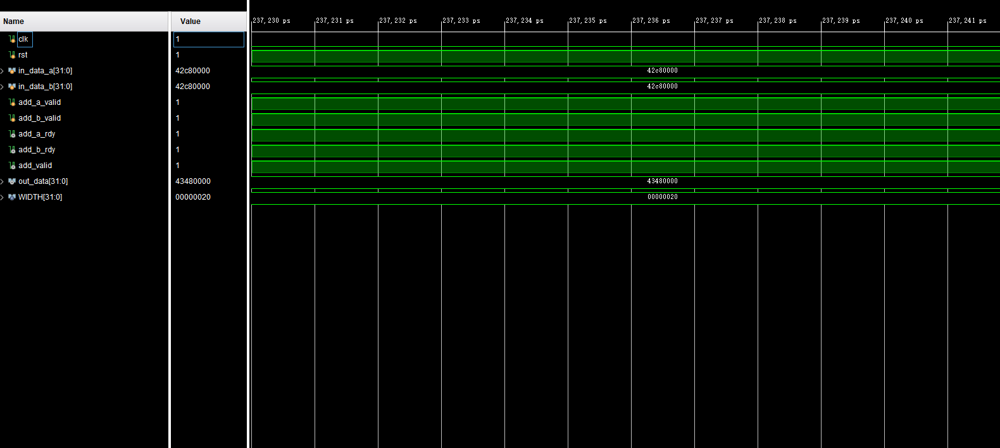 Name Value 237,230 ps 237,231 ps 237,232 ps 237,233 ps 237,234 ps 237,235 ps 237,236 ps 237,237 ps 237,238 ps 237,239 ps 237,240 ps 237,241 ps
clk 1
rst 1
in_data_a[31:0] 42c80000 42c80000
in_data_b[31:0] 42c80000 42c80000
add_a_valid 1
add_b_valid 1
add_a_rdy 1
add_b_rdy 1
add_valid 1
out_data[31:0] 43480000 43480000
WIDTH[31:0] 00000020 00000020